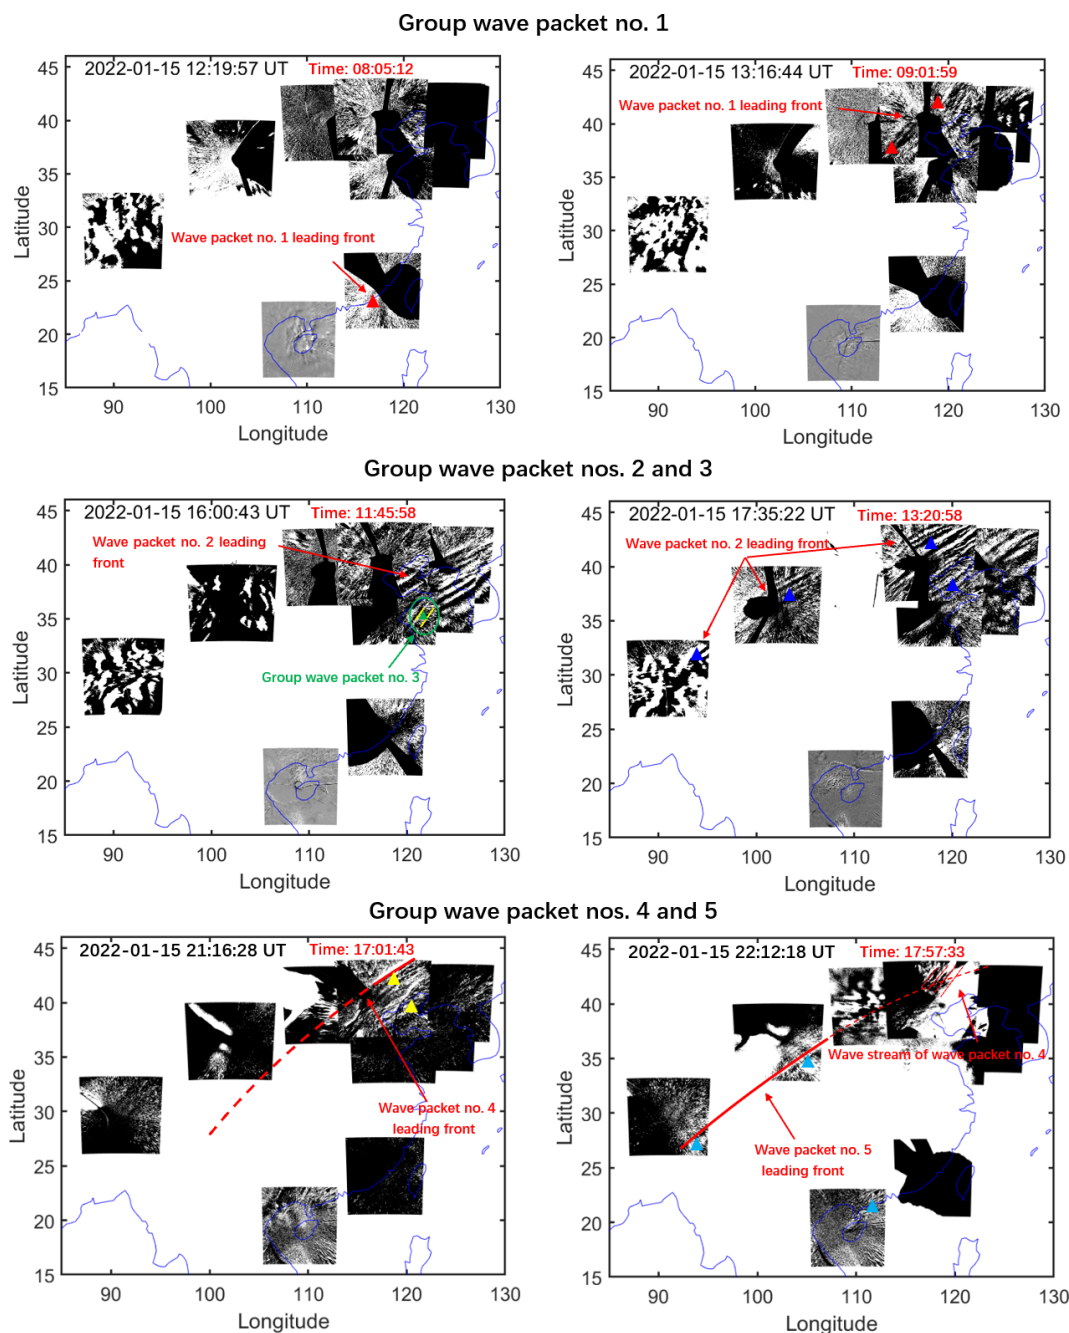 Group wave packet no. 1
2022-01-15 12:19:57 UT Time: 08:05:12
Wave packet no. 1 leading front
45
40
35
30
25
20
15
Latitude
90 100 110 120 130
Longitude
2022-01-15 13:16:44 UT Time: 09:01:59
Wave packet no. 1 leading front
45
40
35
30
25
20
15
Latitude
90 100 110 120 130
Longitude
Group wave packet nos. 2 and 3
2022-01-15 16:00:43 UT Time: 11:45:58
Wave packet no. 2 leading
front
Group wave packet no. 3
45
40
35
30
25
20
15
Latitude
90 100 110 120 130
Longitude
2022-01-15 17:35:22 UT Time: 13:20:58
Wave packet no. 2 leading front
45
40
35
30
25
20
15
Latitude
90 100 110 120 130
Longitude
Group wave packet nos. 4 and 5
2022-01-15 21:16:28 UT Time: 17:01:43
Wave packet no. 4
leading front
45
40
35
30
25
20
15
Latitude
90 100 110 120 130
Longitude
2022-01-15 22:12:18 UT Time: 17:57:33
Wave stream of wave packet no. 4
Wave packet no. 5
leading front
45
40
35
30
25
20
15
Latitude
90 100 110 120 130
Longitude